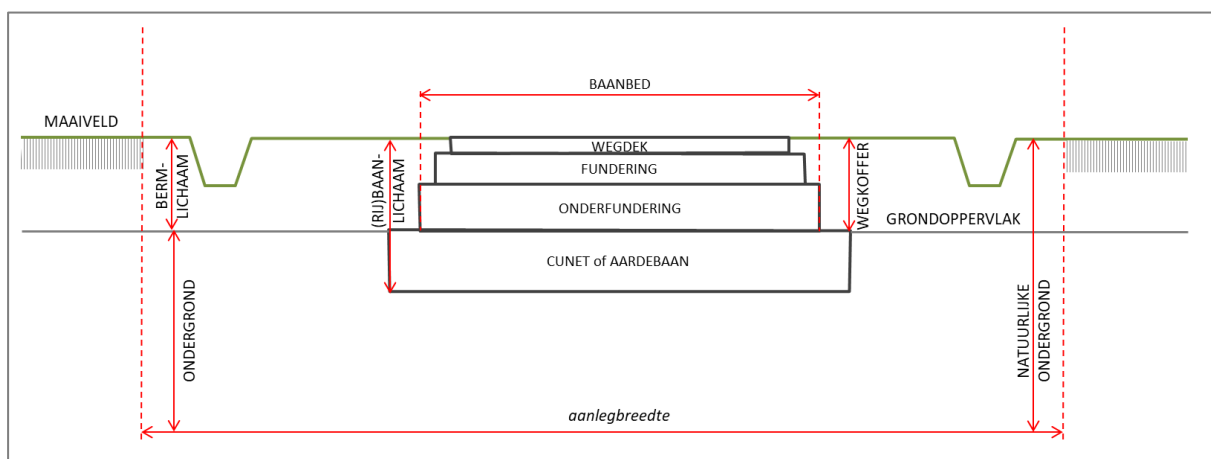 BAANBED
MAAIVELD
WEGDEK
FUNDERING
BERM-
LICHAAM
(RIJ)BAAN-
LICHAAM
WEGKOFFER
ONDERFUNDERING
GRONDOPPERVLAK
CUNET of AARDEBAAN
ONDERGROND
NATUURLIJKE
ONDERGROND
aanlegbreedte